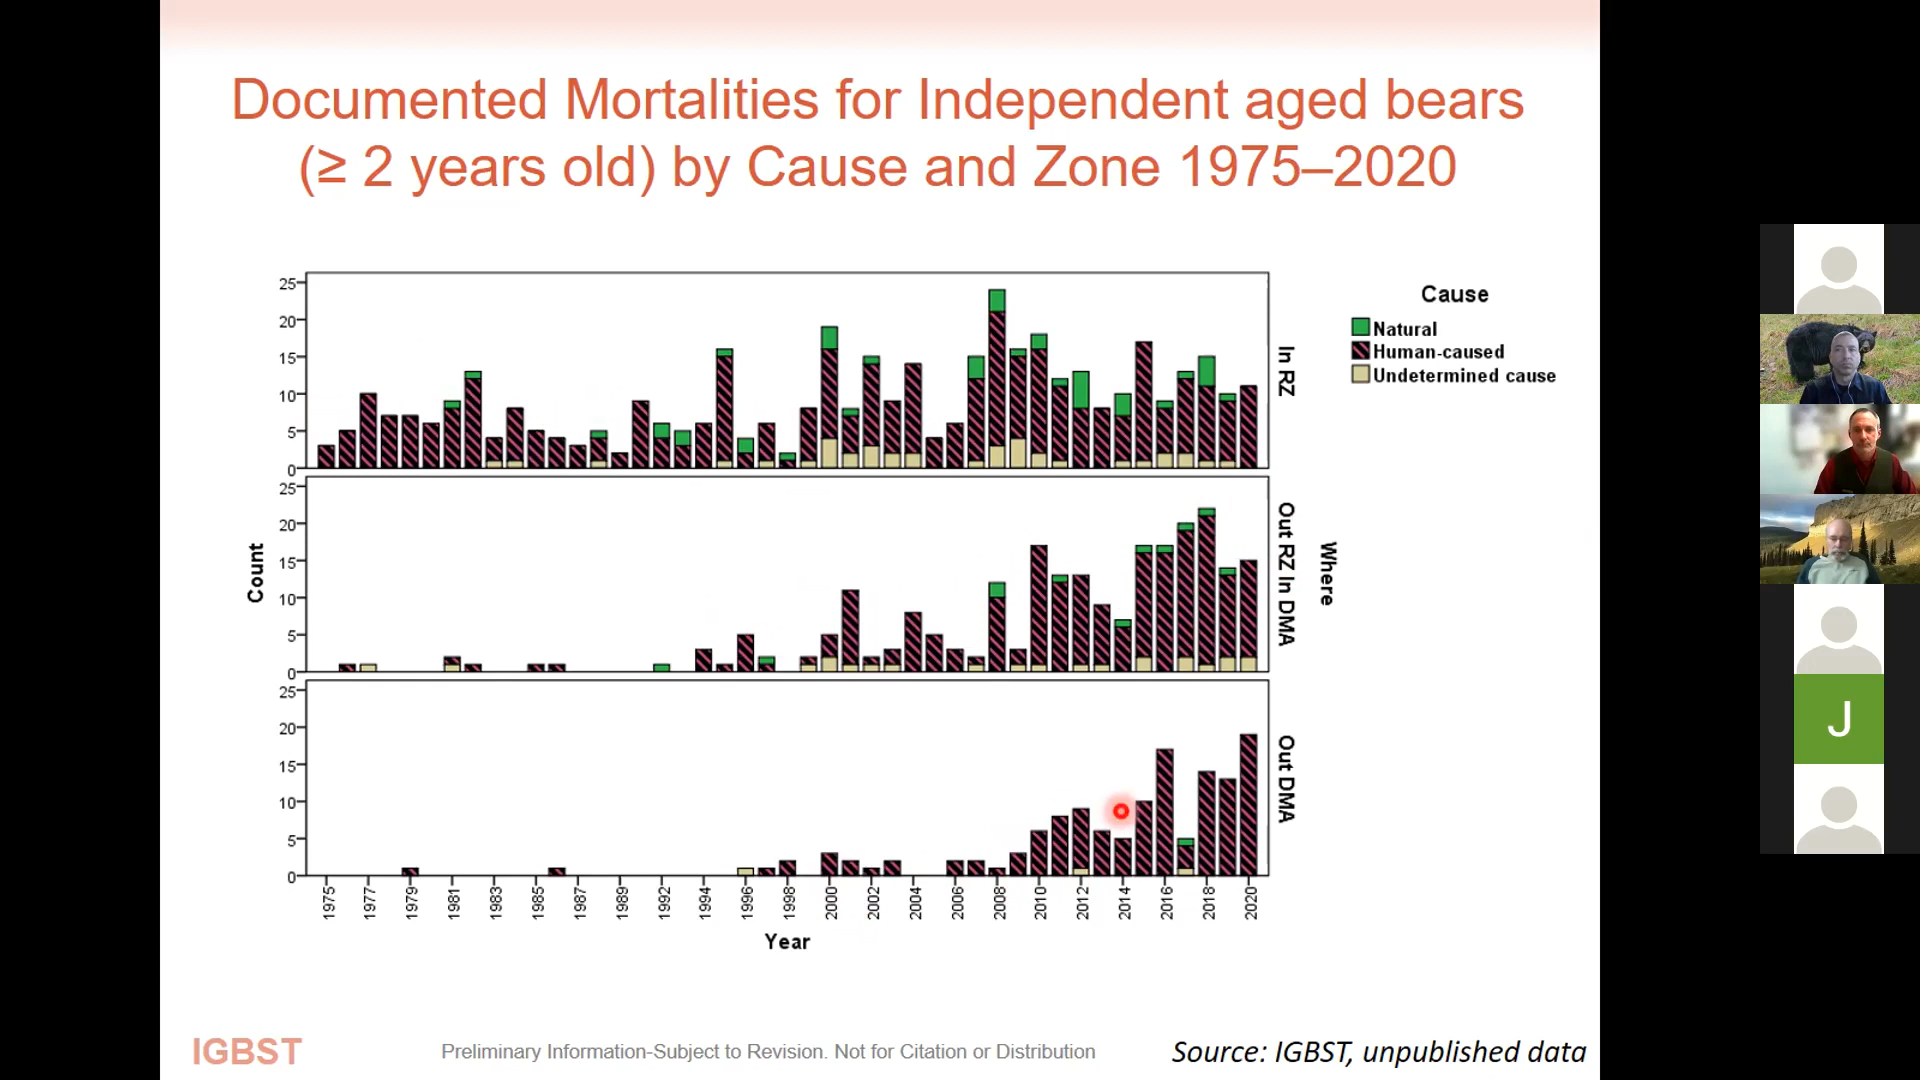 Documented Mortalities for Independent aged bears
(≥ 2 years old) by Cause and Zone 1975–2020
Cause
Natural
Human-caused
Undetermined cause
Count
25
20
15
10
5
0
In RZ
25
20
15
10
5
0
Out RZ In DMA
Where
25
20
15
10
5
0
Out DMA
1975 1977 1979 1981 1983 1985 1987 1989 1992 1994 1996 1998 2000 2002 2004 2006 2008 2010 2012 2014 2016 2018 2020
Year
J
IGBST
Preliminary Information-Subject to Revision. Not for Citation or Distribution
Source: IGBST, unpublished data